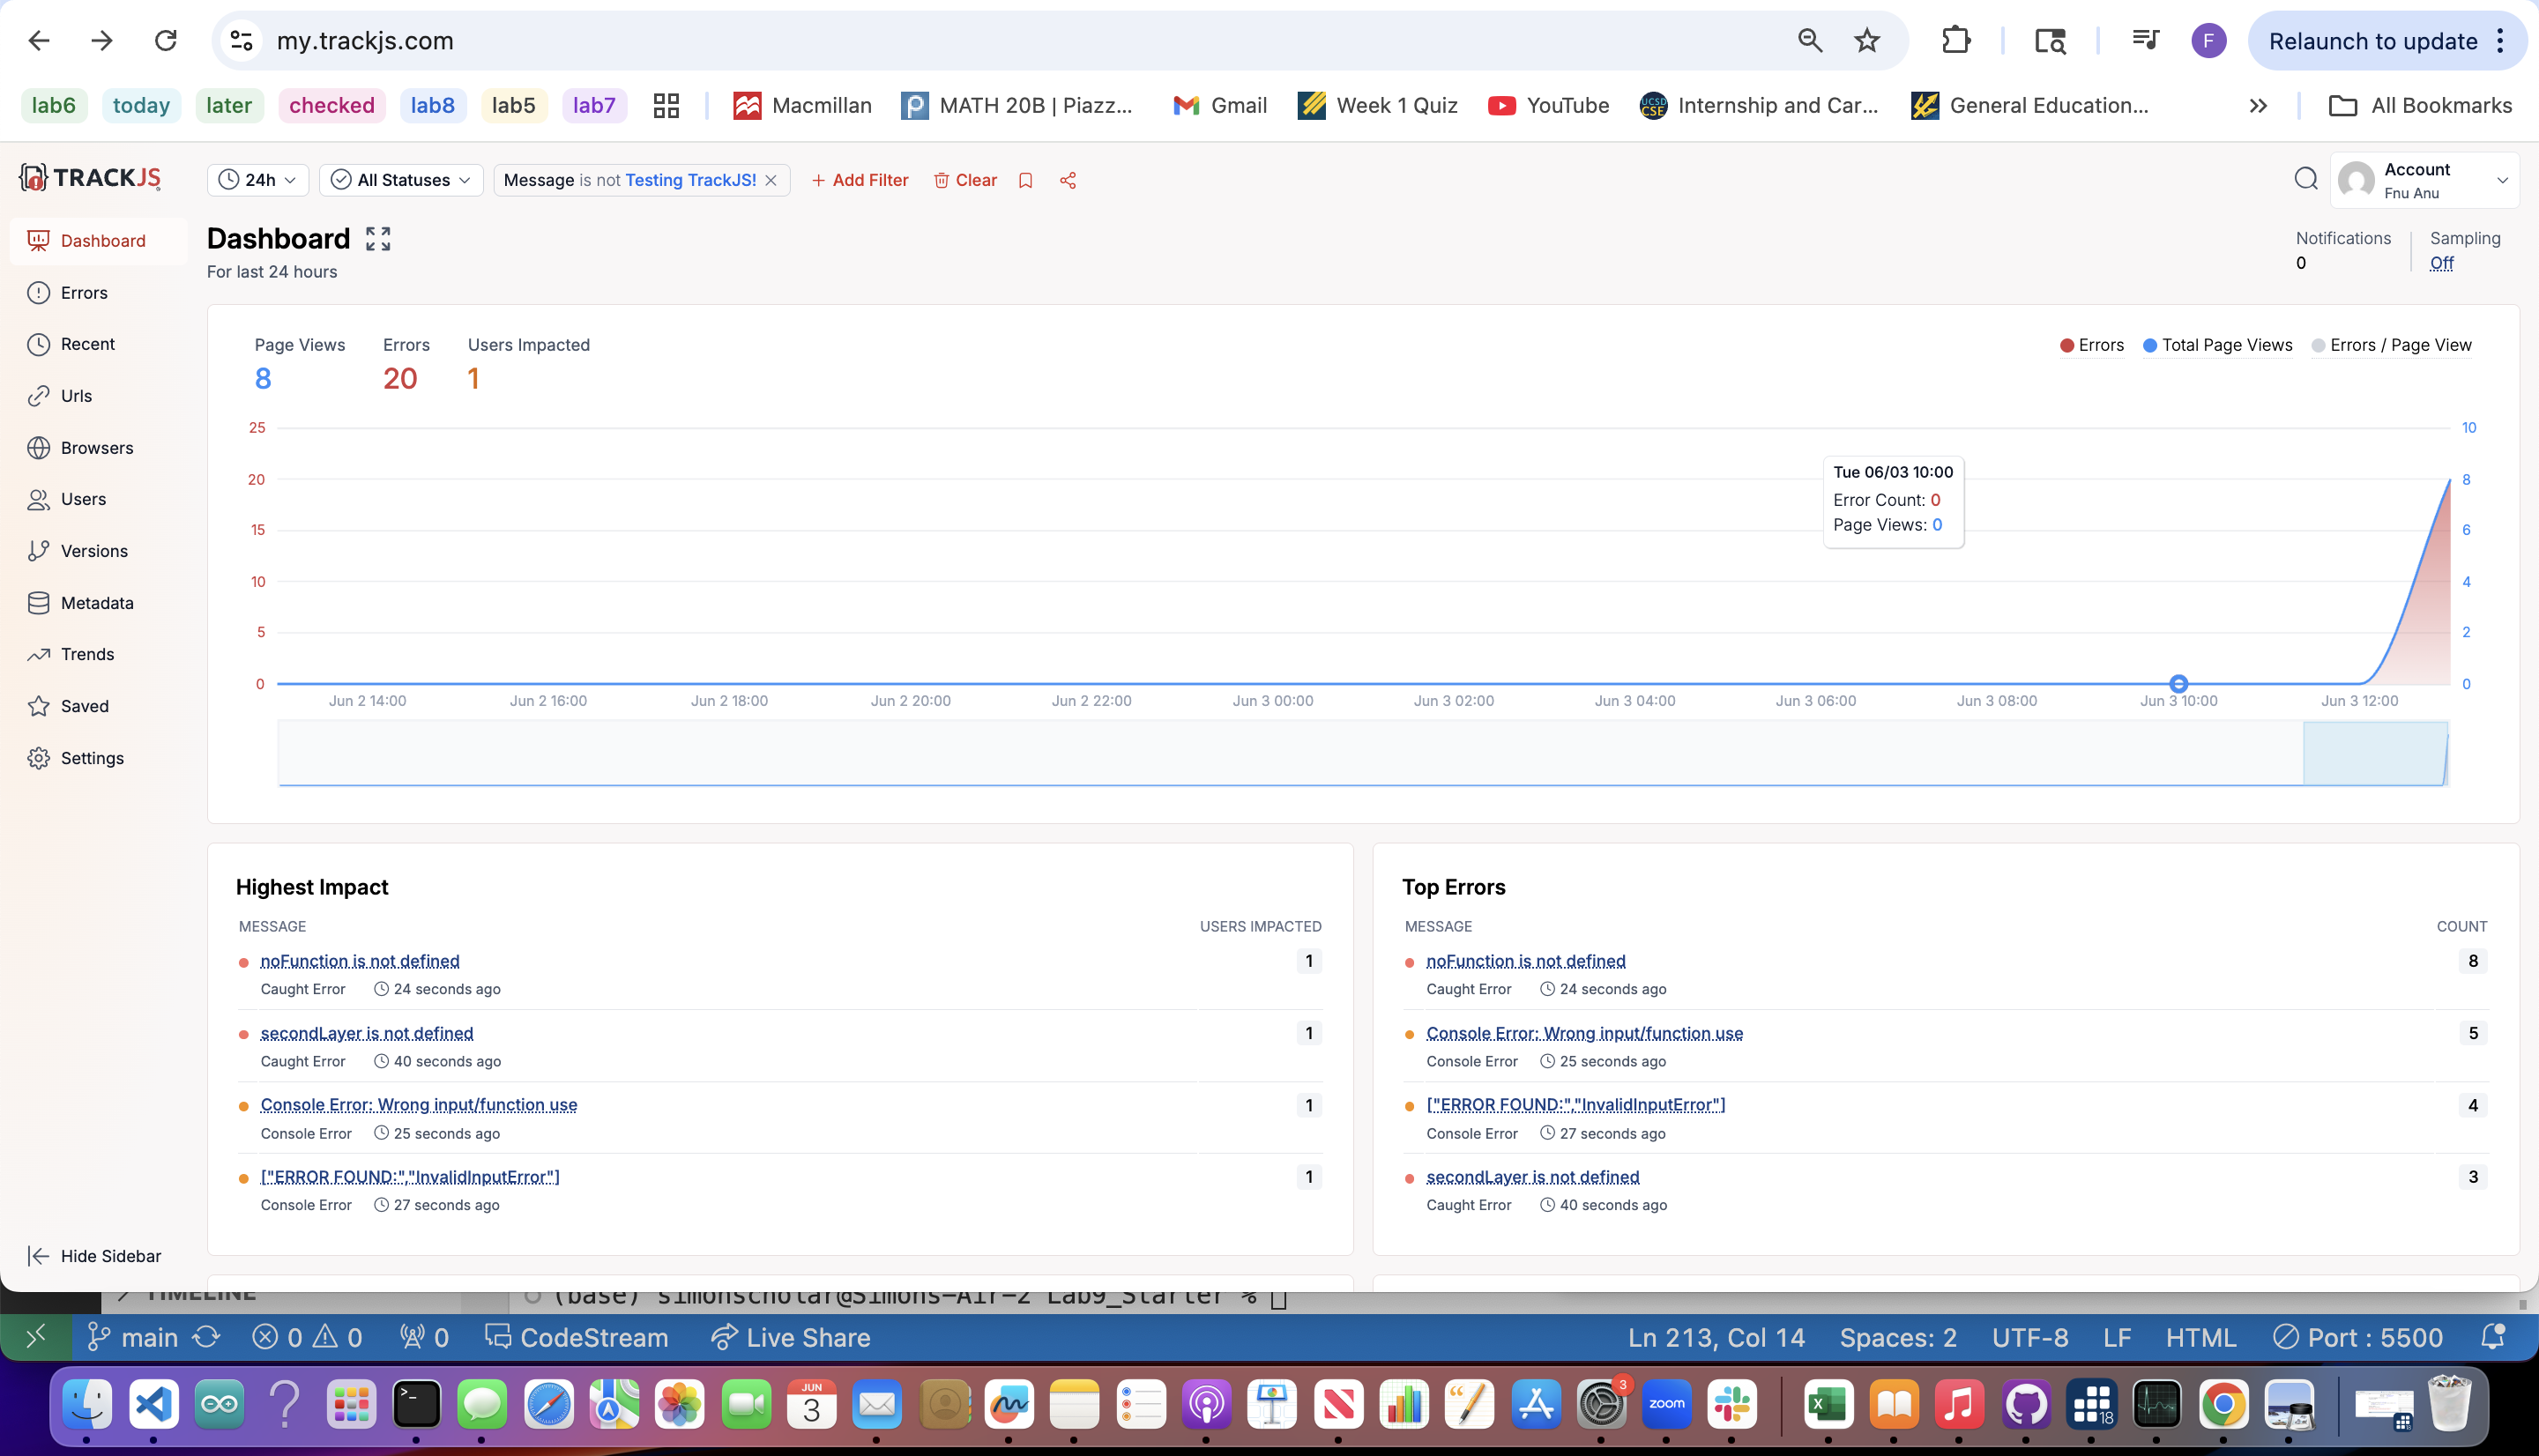 my.trackjs.com
F
Relaunch to update
lab6
today
later
checked
lab8
lab5
lab7
Macmillan
MATH 20B | Piazz...
Gmail
Week 1 Quiz
YouTube
Internship and Car...
General Education...
All Bookmarks
TRACKJS
24h
All Statuses
Message is not Testing TrackJS!
Add Filter
Clear
Account
Fnu Anu
Dashboard
Errors
Recent
Urls
Browsers
Users
Versions
Metadata
Trends
Saved
Settings
Hide Sidebar
Dashboard
For last 24 hours
Notifications
0
Sampling
Off
Page Views
8
Errors
20
Users Impacted
1
Errors
Total Page Views
Errors / Page View
25
20
15
10
5
0
10
8
6
4
2
0
Tue 06/03 10:00
Error Count: 0
Page Views: 0
Jun 2 14:00
Jun 2 16:00
Jun 2 18:00
Jun 2 20:00
Jun 2 22:00
Jun 3 00:00
Jun 3 02:00
Jun 3 04:00
Jun 3 06:00
Jun 3 08:00
Jun 3 10:00
Jun 3 12:00
Highest Impact
MESSAGE USERS IMPACTED
noFunction is not defined 1
Caught Error 24 seconds ago
secondLayer is not defined 1
Caught Error 40 seconds ago
Console Error: Wrong input/function use 1
Console Error 25 seconds ago
["ERROR FOUND:","InvalidInputError"] 1
Console Error 27 seconds ago
Top Errors
MESSAGE COUNT
noFunction is not defined 8
Caught Error 24 seconds ago
Console Error: Wrong input/function use 5
Console Error 25 seconds ago
["ERROR FOUND:","InvalidInputError"] 4
Console Error 27 seconds ago
secondLayer is not defined 3
Caught Error 40 seconds ago
TIMELINE
(base) simonscholar@Simons-Air-2 Lab9_Starter %
main
0
0
0
CodeStream
Live Share
Ln 213, Col 14
Spaces: 2
UTF-8
LF
HTML
Port : 5500
JUN
3
3
zoom
18